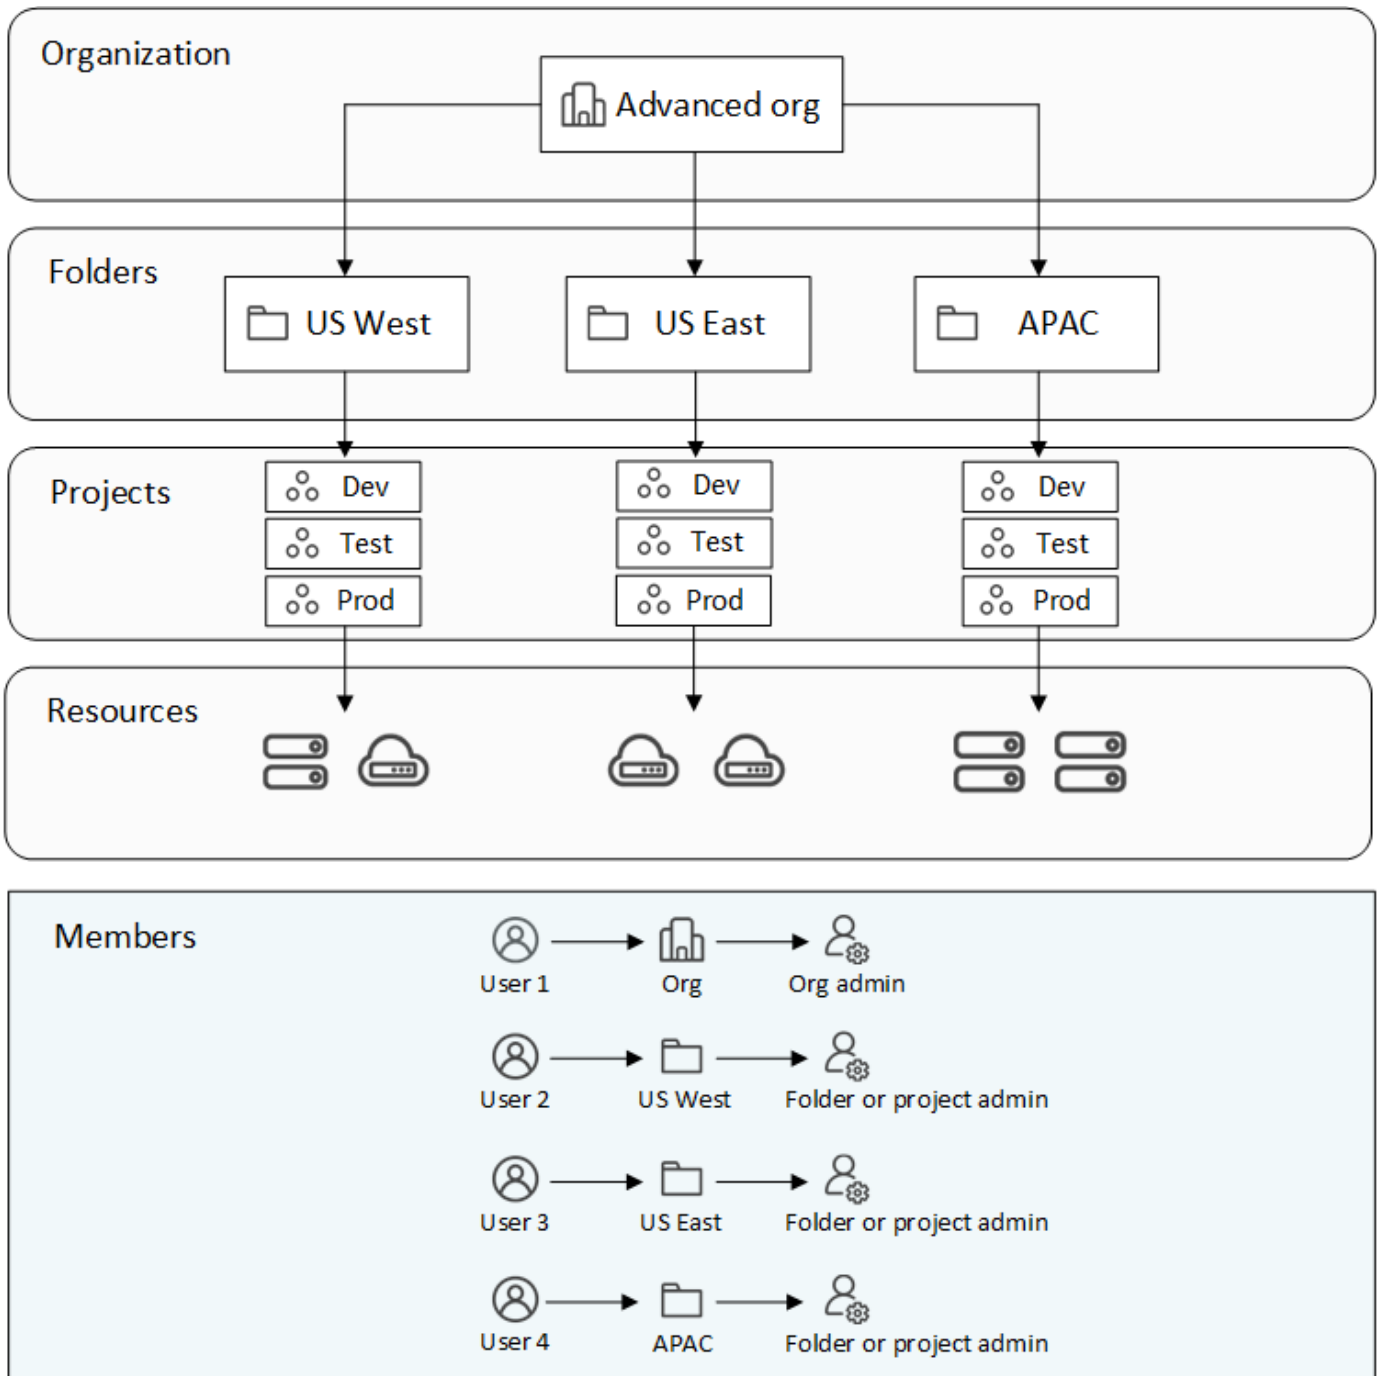 Organization
Advanced org
Folders
US West
US East
APAC
Projects
Dev
Dev
Dev
Test
Test
Test
Prod
Prod
Prod
Resources
Members
User 1
Org
Org admin
User 2
US West
Folder or project admin
User 3
US East
Folder or project admin
User 4
APAC
Folder or project admin